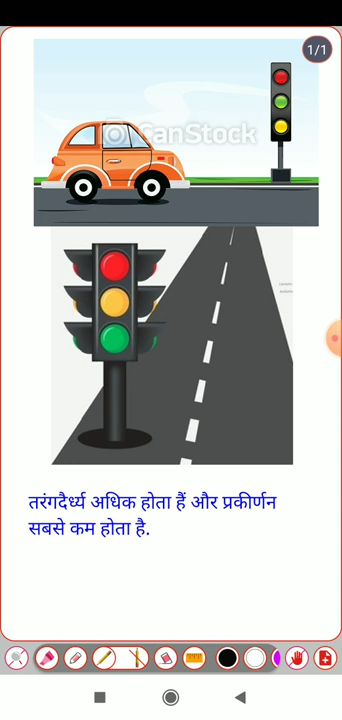 1/1
CanStock
तरंगदैर्ध्य अधिक होता हैं और प्रकीर्णन
सबसे कम होता है.